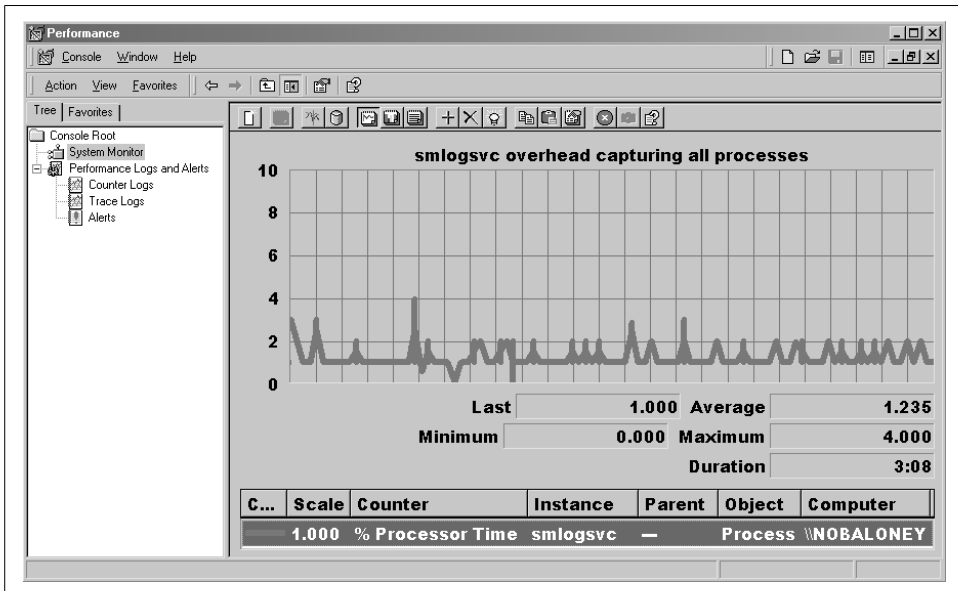 Performance
Console Window Help
Action View Favorites
Tree Favorites
Console Root
System Monitor
Performance Logs and Alerts
Counter Logs
Trace Logs
Alerts
smlogsvc overhead capturing all processes
10
8
6
4
2
0
Last 1.000 Average 1.235
Minimum 0.000 Maximum 4.000
Duration 3:08
C... Scale Counter Instance Parent Object Computer
1.000 % Processor Time smlogsvc — Process \\NOBALONEY